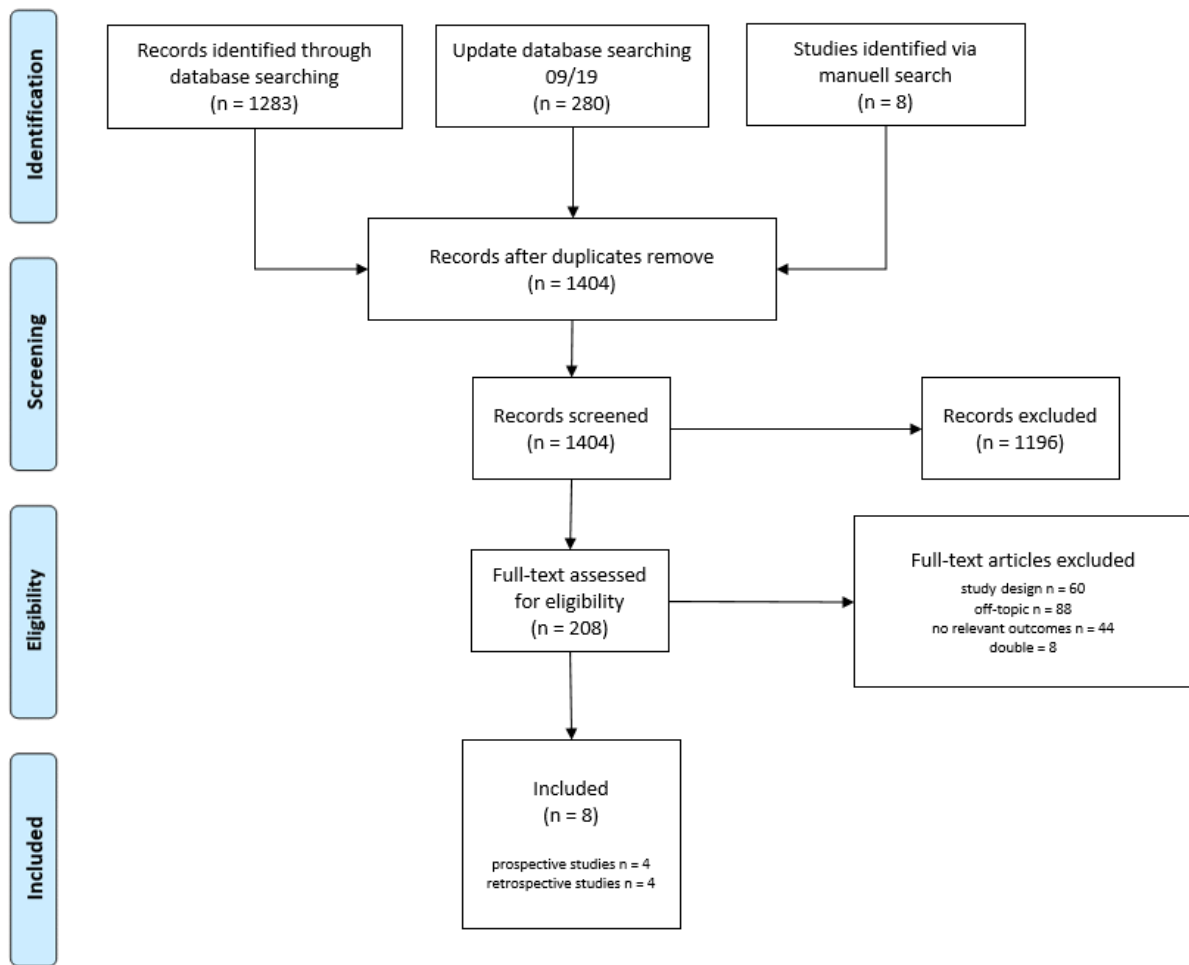 Identification
Records identified through
database searching
(n = 1283)
Update database searching
09/19
(n = 280)
Studies identified via
manuell search
(n = 8)
Records after duplicates remove
(n = 1404)
Screening
Records screened
(n = 1404)
Records excluded
(n = 1196)
Eligibility
Full-text assessed
for eligibility
(n = 208)
Full-text articles excluded
study design n = 60
off-topic n = 88
no relevant outcomes n = 44
double = 8
Included
Included
(n = 8)
prospective studies n = 4
retrospective studies n = 4